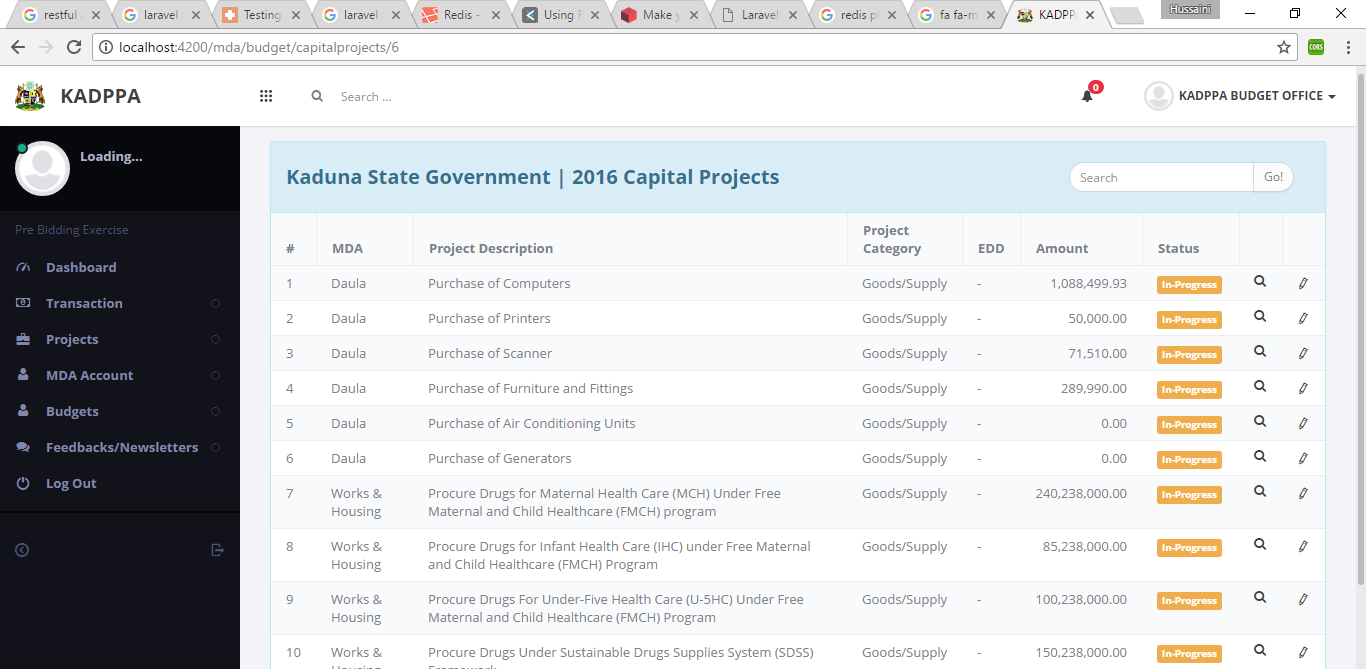 restful
laravel
Testing
laravel
Redis -
Using
Make y
Laravel
redis
fa fa-m
KADPP
Hussaini
localhost:4200/mda/budget/capitalprojects/6
CORS
KADPPA
Search ...
0
KADPPA BUDGET OFFICE
Loading...
Pre Bidding Exercise
Dashboard
Transaction
Projects
MDA Account
Budgets
Feedbacks/Newsletters
Log Out
Kaduna State Government | 2016 Capital Projects
Search
Go!
# MDA Project Description Project Category EDD Amount Status
1 Daula Purchase of Computers Goods/Supply - 1,088,499.93 In-Progress
2 Daula Purchase of Printers Goods/Supply - 50,000.00 In-Progress
3 Daula Purchase of Scanner Goods/Supply - 71,510.00 In-Progress
4 Daula Purchase of Furniture and Fittings Goods/Supply - 289,990.00 In-Progress
5 Daula Purchase of Air Conditioning Units Goods/Supply - 0.00 In-Progress
6 Daula Purchase of Generators Goods/Supply - 0.00 In-Progress
7 Works & Procure Drugs for Maternal Health Care (MCH) Under Free Goods/Supply - 240,238,000.00 In-Progress
Housing Maternal and Child Healthcare (FMCH) program
8 Works & Procure Drugs for Infant Health Care (IHC) under Free Maternal Goods/Supply - 85,238,000.00 In-Progress
Housing and Child Healthcare (FMCH) Program
9 Works & Procure Drugs For Under-Five Health Care (U-5HC) Under Free Goods/Supply - 100,238,000.00 In-Progress
Housing Maternal and Child Healthcare (FMCH) Program
10 Works & Procure Drugs Under Sustainable Drugs Supplies System (SDSS) Goods/Supply - 150,238,000.00 In-Progress